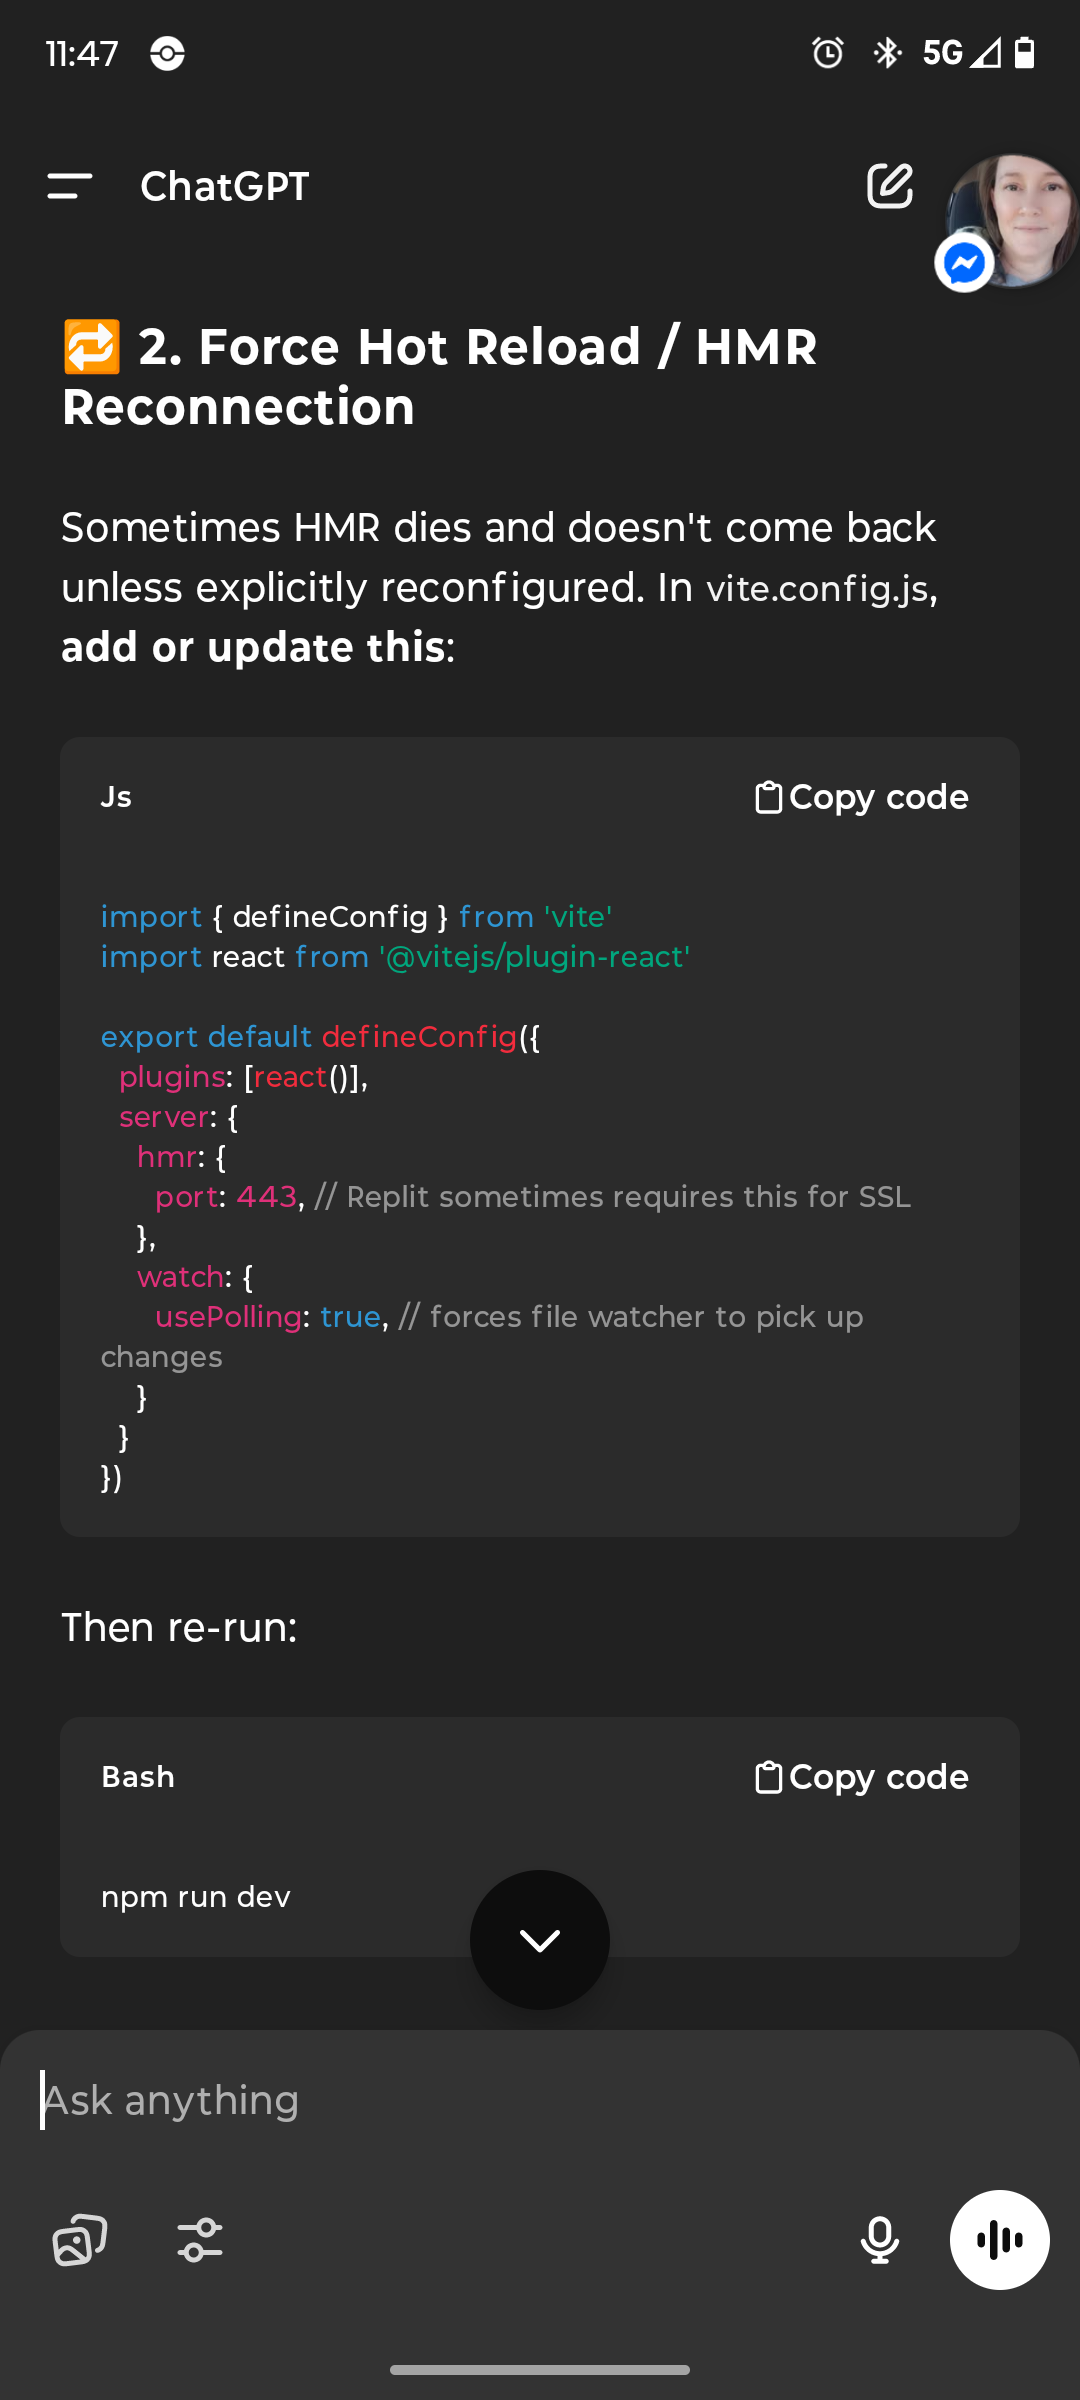 11:47
5G
ChatGPT
🔁 2. Force Hot Reload / HMR
Reconnection
Sometimes HMR dies and doesn't come back
unless explicitly reconfigured. In vite.config.js,
add or update this:
Js
Copy code
import { defineConfig } from 'vite'
import react from '@vitejs/plugin-react'
export default defineConfig({
  plugins: [react()],
  server: {
    hmr: {
      port: 443, // Replit sometimes requires this for SSL
    },
    watch: {
      usePolling: true, // forces file watcher to pick up
changes
    }
  }
})
Then re-run:
Bash
Copy code
npm run dev
Ask anything